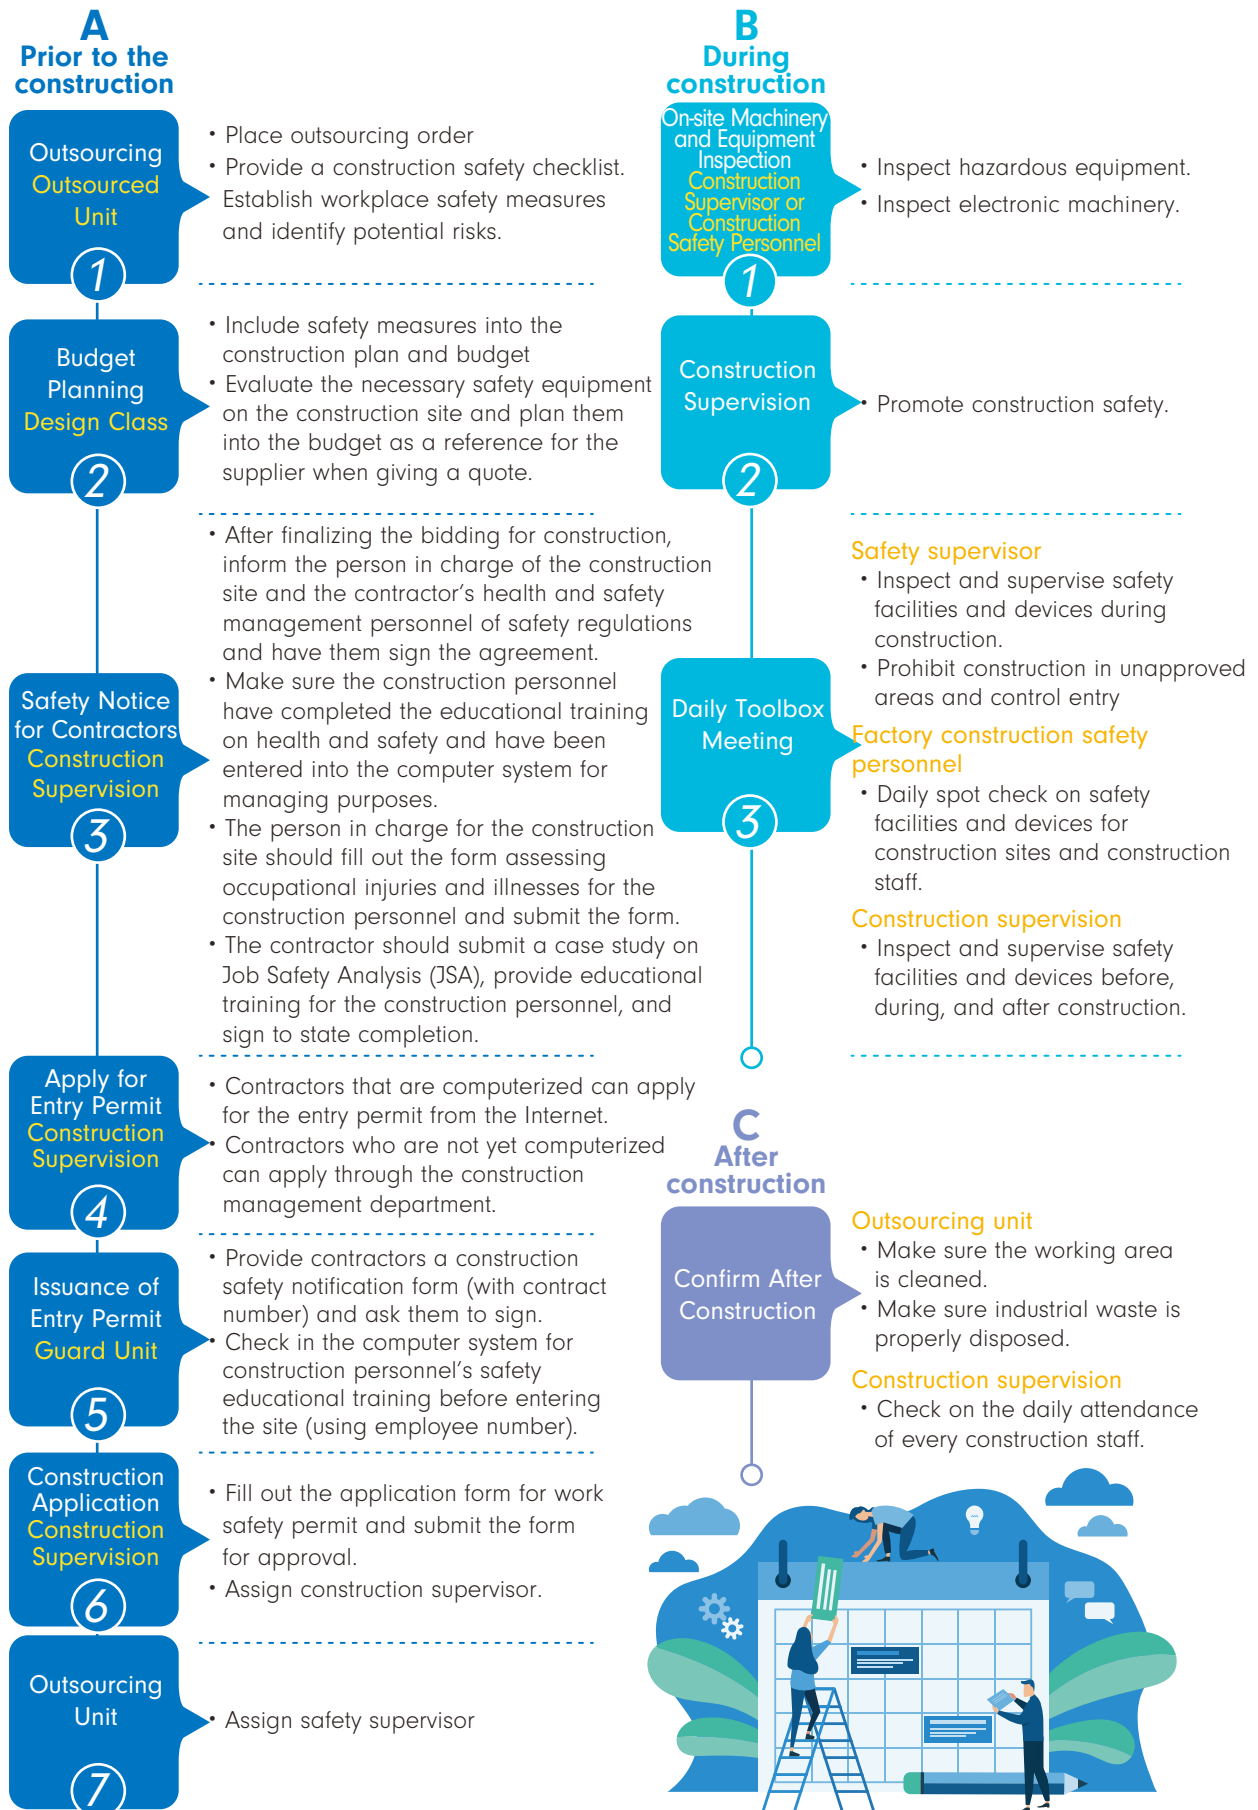 A
Prior to the
construction
Outsourcing
Outsourced
Unit
1
• Place outsourcing order
• Provide a construction safety checklist.
Establish workplace safety measures
and identify potential risks.
Budget
Planning
Design Class
2
• Include safety measures into the
construction plan and budget
• Evaluate the necessary safety equipment
on the construction site and plan them
into the budget as a reference for the
supplier when giving a quote.
Safety Notice
for Contractors
Construction
Supervision
3
• After finalizing the bidding for construction,
inform the person in charge of the construction
site and the contractor's health and safety
management personnel of safety regulations
and have them sign the agreement.
• Make sure the construction personnel
have completed the educational training
on health and safety and have been
entered into the computer system for
managing purposes.
• The person in charge for the construction
site should fill out the form assessing
occupational injuries and illnesses for the
construction personnel and submit the form.
• The contractor should submit a case study on
Job Safety Analysis (JSA), provide educational
training for the construction personnel, and
sign to state completion.
Apply for
Entry Permit
Construction
Supervision
4
• Contractors that are computerized can apply
for the entry permit from the Internet.
• Contractors who are not yet computerized
can apply through the construction
management department.
Issuance of
Entry Permit
Guard Unit
5
• Provide contractors a construction
safety notification form (with contract
number) and ask them to sign.
• Check in the computer system for
construction personnel's safety
educational training before entering
the site (using employee number).
Construction
Application
Construction
Supervision
6
• Fill out the application form for work
safety permit and submit the form
for approval.
• Assign construction supervisor.
Outsourcing
Unit
7
• Assign safety supervisor
B
During
construction
On-site Machinery
and Equipment
Inspection
Construction
Supervisor or
Construction
Safety Personnel
1
• Inspect hazardous equipment.
• Inspect electronic machinery.
Construction
Supervision
2
• Promote construction safety.
Daily Toolbox
Meeting
3
Safety supervisor
• Inspect and supervise safety
facilities and devices during
construction.
• Prohibit construction in unapproved
areas and control entry
Factory construction safety
personnel
• Daily spot check on safety
facilities and devices for
construction sites and construction
staff.
Construction supervision
• Inspect and supervise safety
facilities and devices before,
during, and after construction.
C
After
construction
Confirm After
Construction
Outsourcing unit
• Make sure the working area
is cleaned.
• Make sure industrial waste is
properly disposed.
Construction supervision
• Check on the daily attendance
of every construction staff.